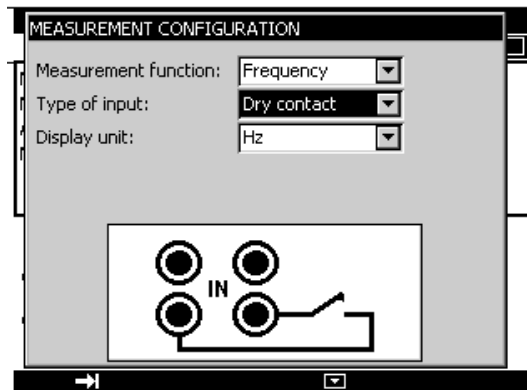 MEASUREMENT CONFIGURATION
Measurement function: Frequency
Type of input: Dry contact
Display unit: Hz
IN